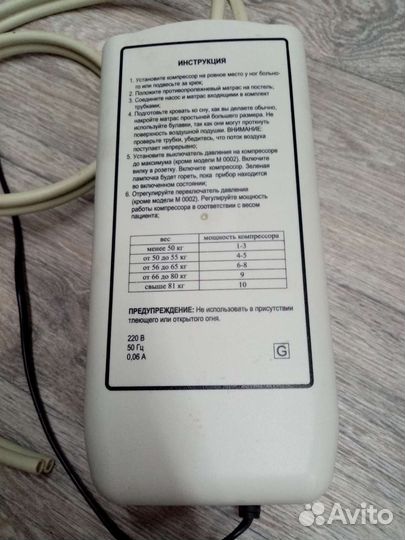 ИНСТРУКЦИЯ
1. Установите компрессор на ровное место у ног больно-
го или подвесьте за крюк;
2. Положите противопролежневый матрас на постель,
3. Соедините насос и матрас входящими в комплект
трубками;
4. Подготовьте кровать ко сну, как вы делаете обычно,
накройте матрас простыней большего размера. Не
используйте булавки, так как они могут проткнуть
поверхность воздушной подушки. ВНИМАНИЕ:
проверьте трубки, убедитесь, что поток воздуха
поступает непрерывно;
5. Установите выключатель давления на компрессоре
до максимума (кроме модели М 0002). Включите
вилку в розетку. Включите компрессор. Зеленая
лампочка будет гореть, пока прибор находится
во включенном состоянии;
6. Отрегулируйте переключатель давления
(кроме модели М 0002). Регулируйте мощность
работы компрессора в соответствии с весом
пациента;
вес мощность компрессора
менее 50 кг 1-3
от 50 до 55 кг 4-5
от 56 до 65 кг 6-8
от 66 до 80 кг 9
свыше 81 кг 10
ПРЕДУПРЕЖДЕНИЕ: Не использовать в присутствии
тлеющего или открытого огня.
220 В
50 Гц
0,06 А
G
Avito